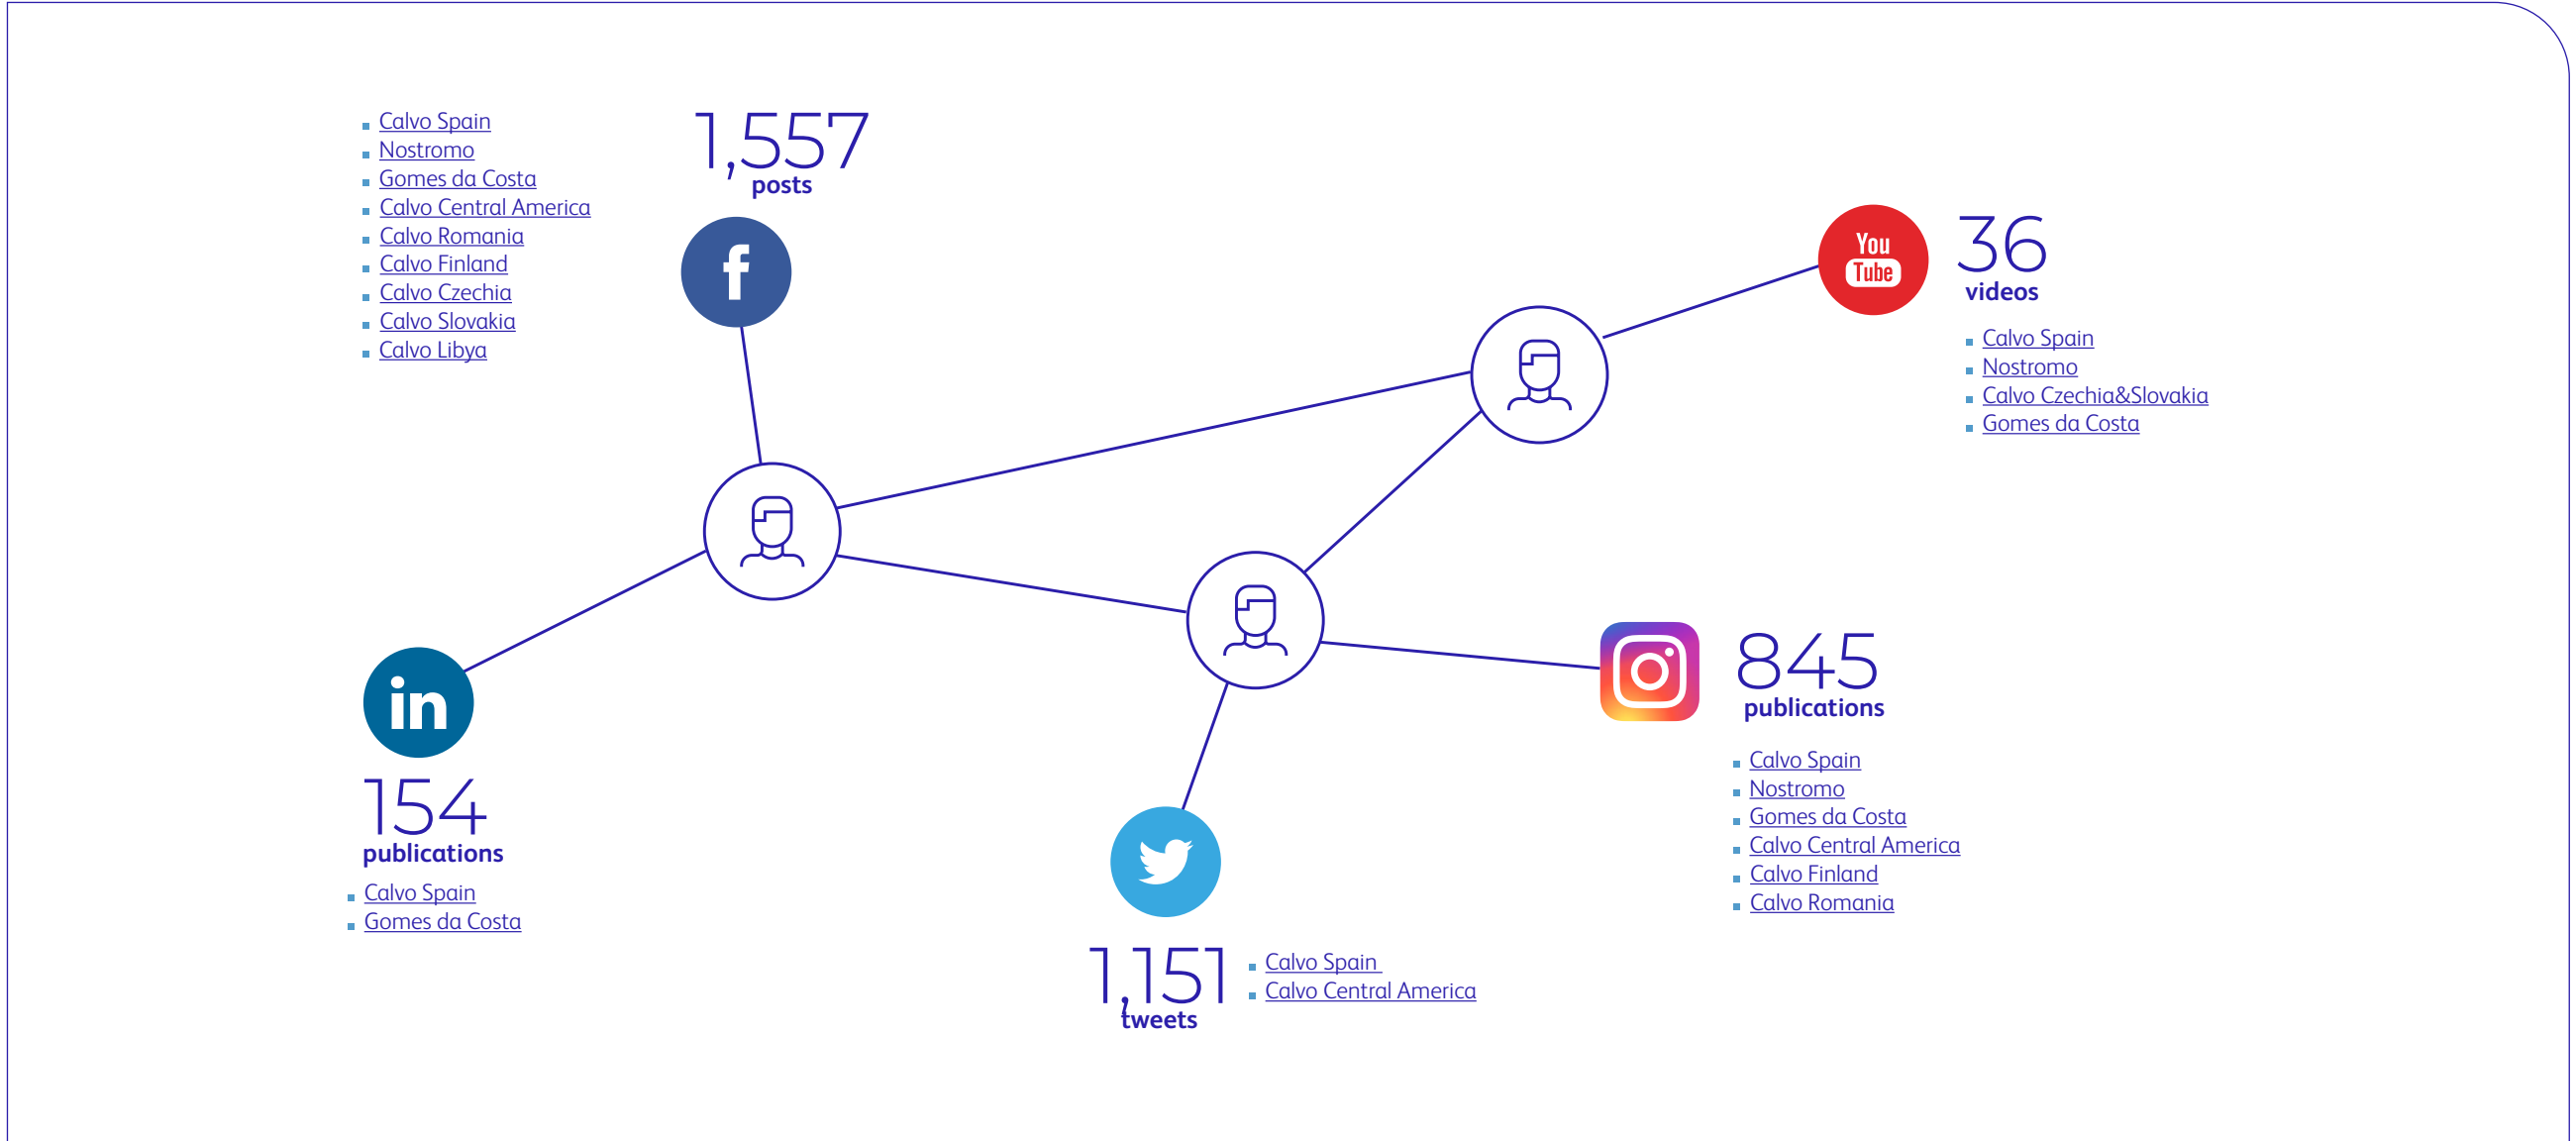 Calvo Spain
Nostromo
Gomes da Costa
Calvo Central America
Calvo Romania
Calvo Finland
Calvo Czechia
Calvo Slovakia
Calvo Libya
1,557
posts
f
You
Tube
36
videos
Calvo Spain
Nostromo
Calvo Czechia&Slovakia
Gomes da Costa
in
154
publications
Calvo Spain
Gomes da Costa
845
publications
Calvo Spain
Nostromo
Gomes da Costa
Calvo Central America
Calvo Finland
Calvo Romania
1,151
tweets
Calvo Spain
Calvo Central America